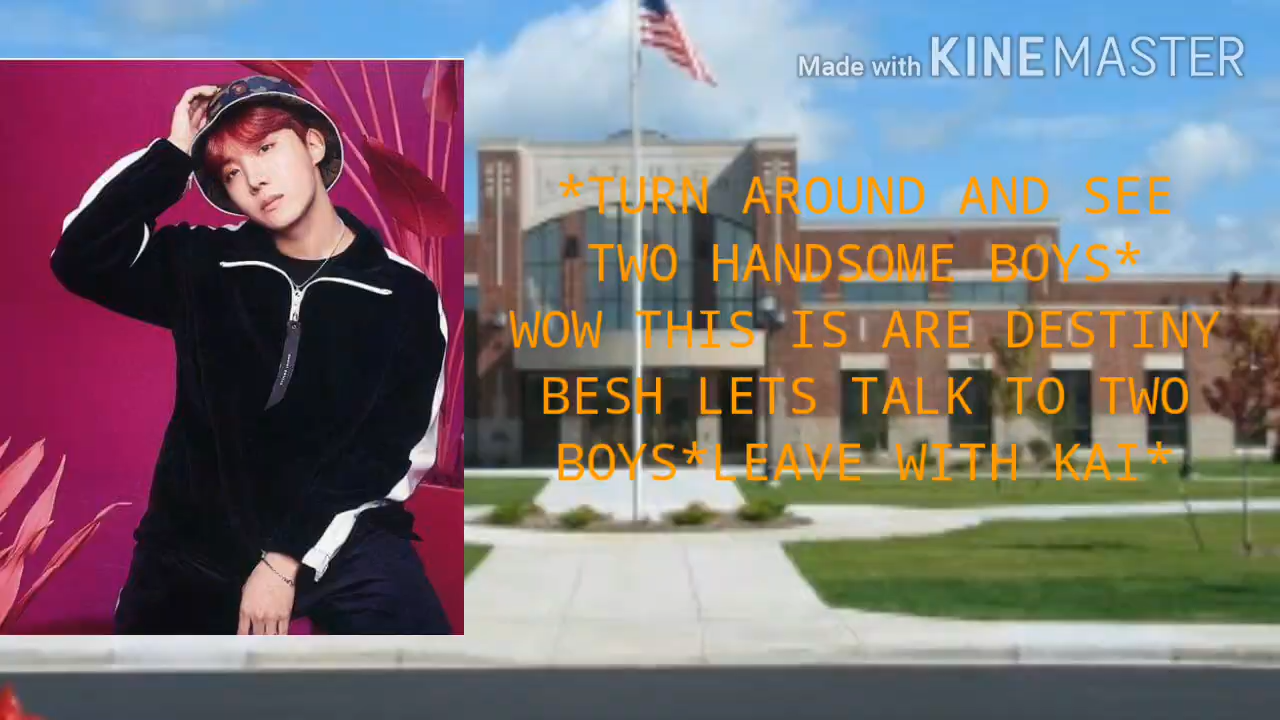 Made with KINEMASTER
*TURN AROUND AND SEE
TWO HANDSOME BOYS*
WOW THIS IS ARE DESTINY
BESH LETS TALK TO TWO
BOYS*LEAVE WITH KAI*